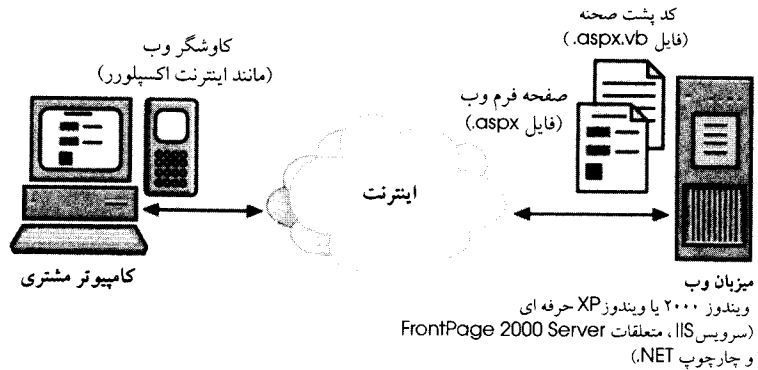 کد پشت صحنه
(فایل aspx.vb.)
کاوشگر وب
(مانند اینترنت اکسپلورر)
صفحه فرم وب
(فایل aspx.)
اینترنت
کامپیوتر مشتری
میزبان وب
ویندوز ۲۰۰۰ یا ویندوز XP حرفه ای
(سرویس IIS، متعلقات FrontPage 2000 Server
و چارچوب NET.)